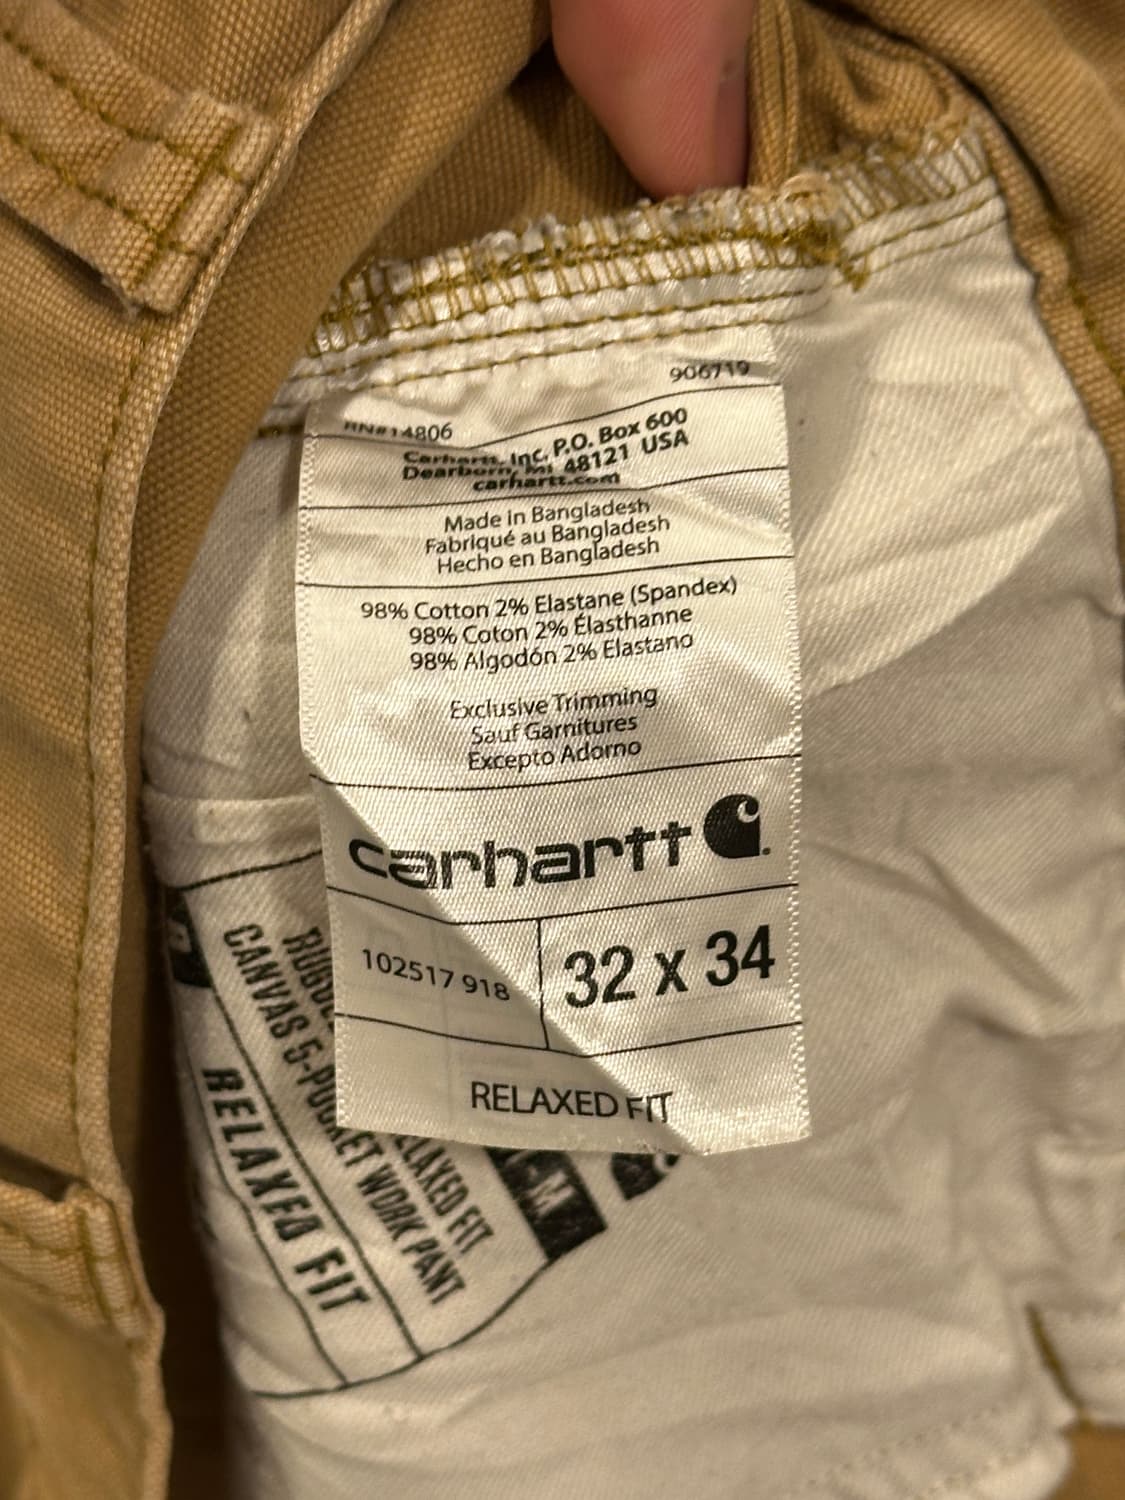 906719
RN#14806
Carhartt, Inc. P.O. Box 600
Dearborn, MI 48121 USA
carhartt.com
Made in Bangladesh
Fabriqué au Bangladesh
Hecho en Bangladesh
98% Cotton 2% Elastane (Spandex)
98% Coton 2% Élasthanne
98% Algodón 2% Elastano
Exclusive Trimming
Sauf Garnitures
Excepto Adorno
carhartt
102517 918
32 x 34
RELAXED FIT
CANVAS 5-POCKET WORK PANT
RELAXED FIT